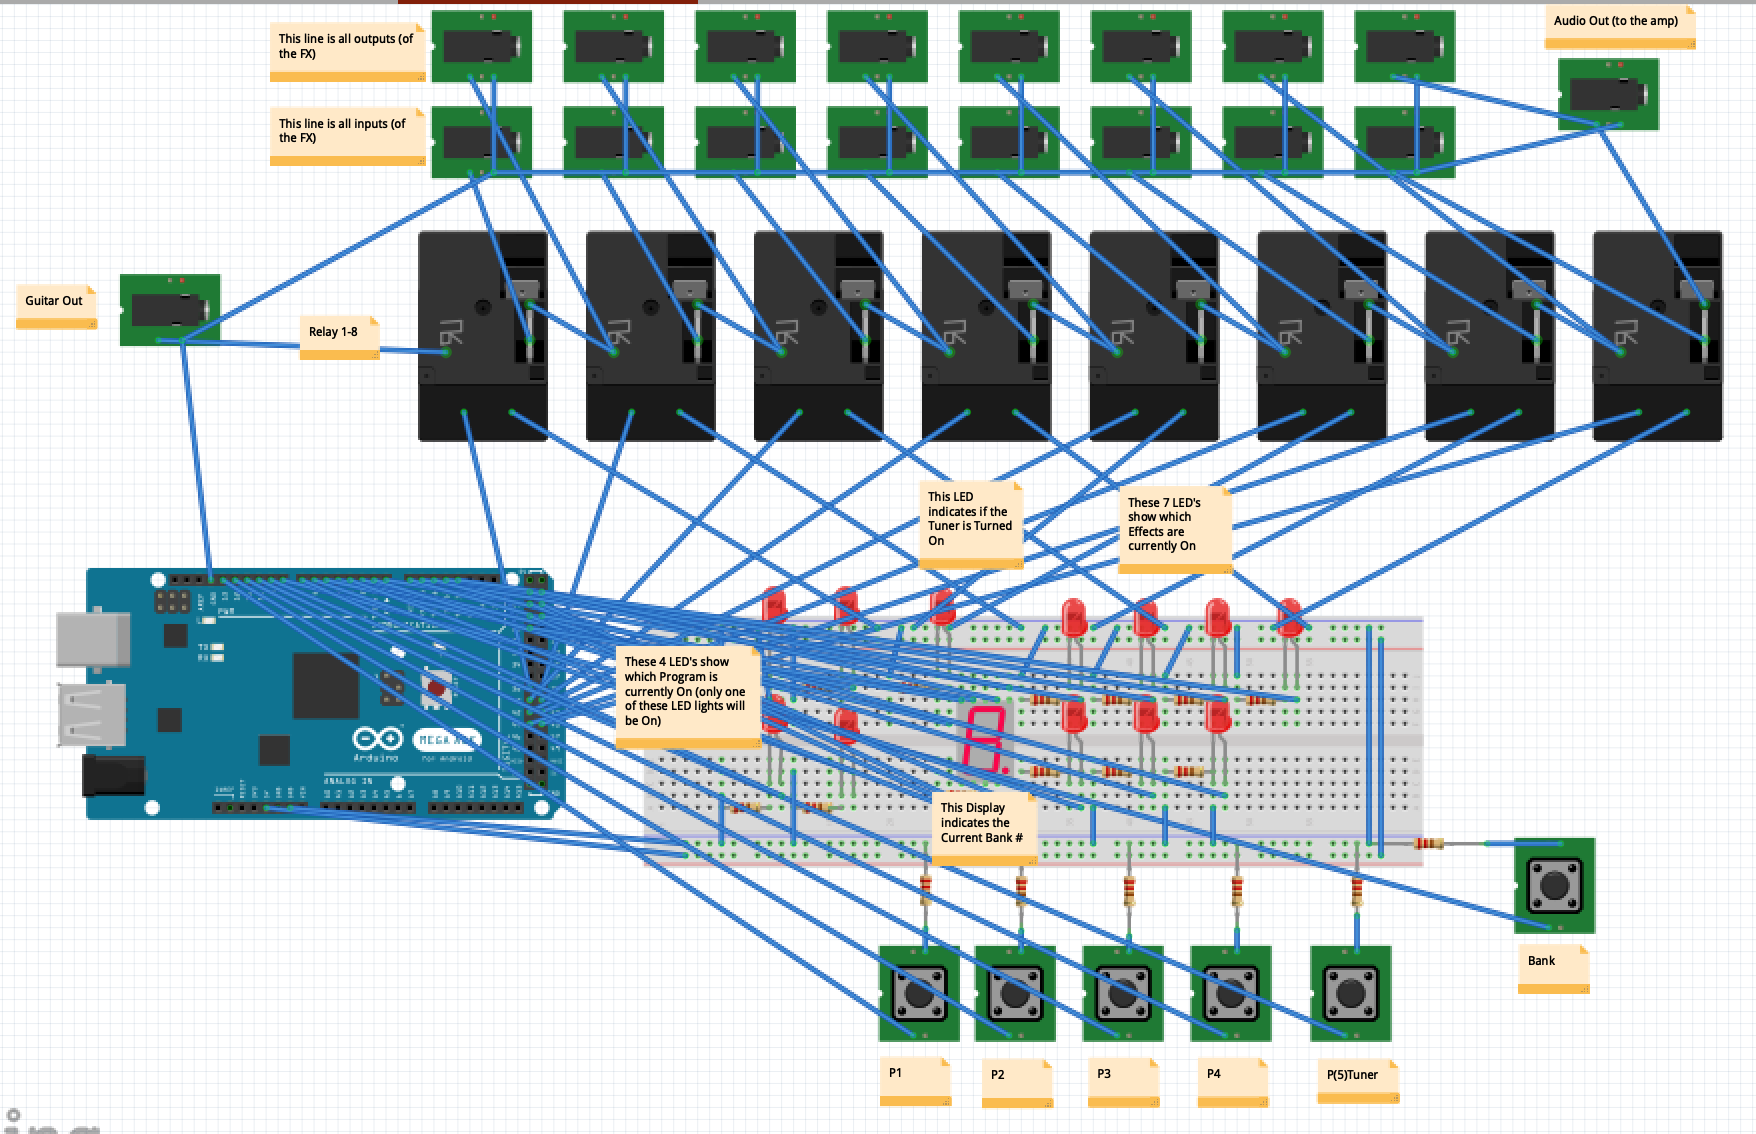 This line is all outputs (of
the FX)
Audio Out (to the amp)
This line is all inputs (of
the FX)
Guitar Out
Relay 1-8
This LED
indicates if the
Tuner is Turned
On
These 7 LED's
show which
Effects are
currently On
These 4 LED's show
which Program is
currently On (only one
of these LED lights will
be On)
Arduino
ANALOG IN
This Display
indicates the
Current Bank #
Bank
P1
P2
P3
P4
P(5)Tuner